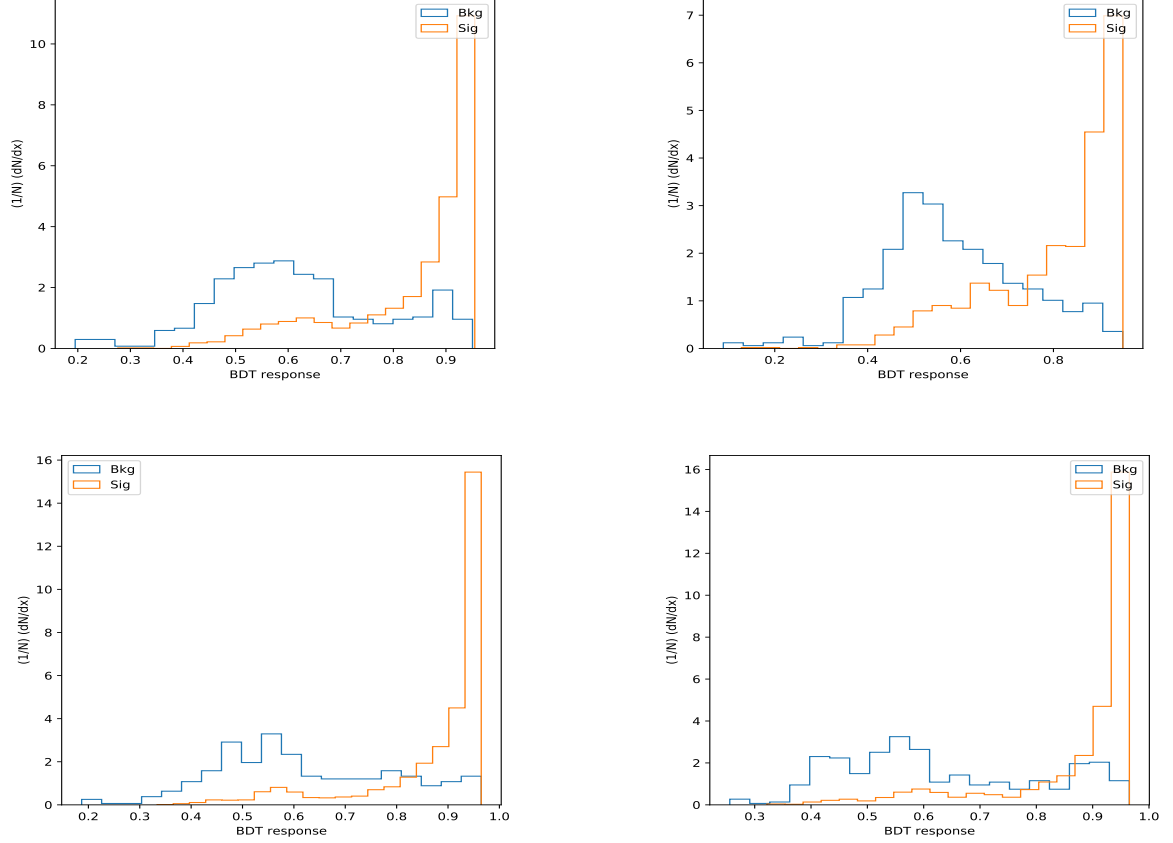 Bkg
Sig
10
8
6
4
2
0
(1/N) (dN/dx)
0.2 0.3 0.4 0.5 0.6 0.7 0.8 0.9
BDT response
Bkg
Sig
7
6
5
4
3
2
1
0
(1/N) (dN/dx)
0.2 0.4 0.6 0.8
BDT response
Bkg
Sig
16
14
12
10
8
6
4
2
0
(1/N) (dN/dx)
0.2 0.3 0.4 0.5 0.6 0.7 0.8 0.9 1.0
BDT response
Bkg
Sig
16
14
12
10
8
6
4
2
0
(1/N) (dN/dx)
0.3 0.4 0.5 0.6 0.7 0.8 0.9 1.0
BDT response